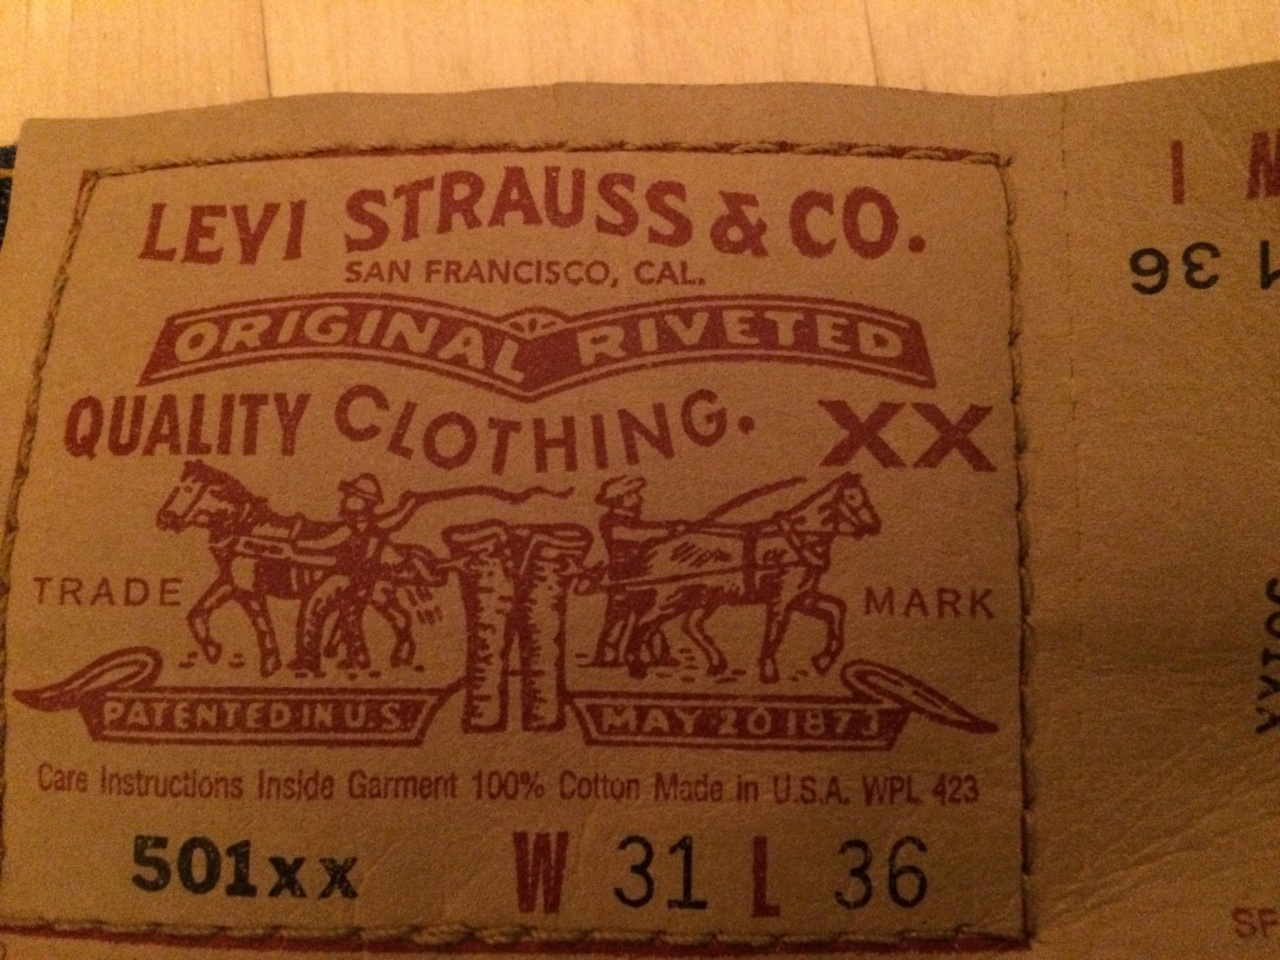 LEVI STRAUSS & CO.
SAN FRANCISCO, CAL.
ORIGINAL RIVETED
QUALITY CLOTHING. XX
TRADE MARK
PATENTED IN U.S. MAY 20 1873
Care Instructions Inside Garment 100% Cotton Made in U.S.A. WPL 423
501xx W 31 L 36
36